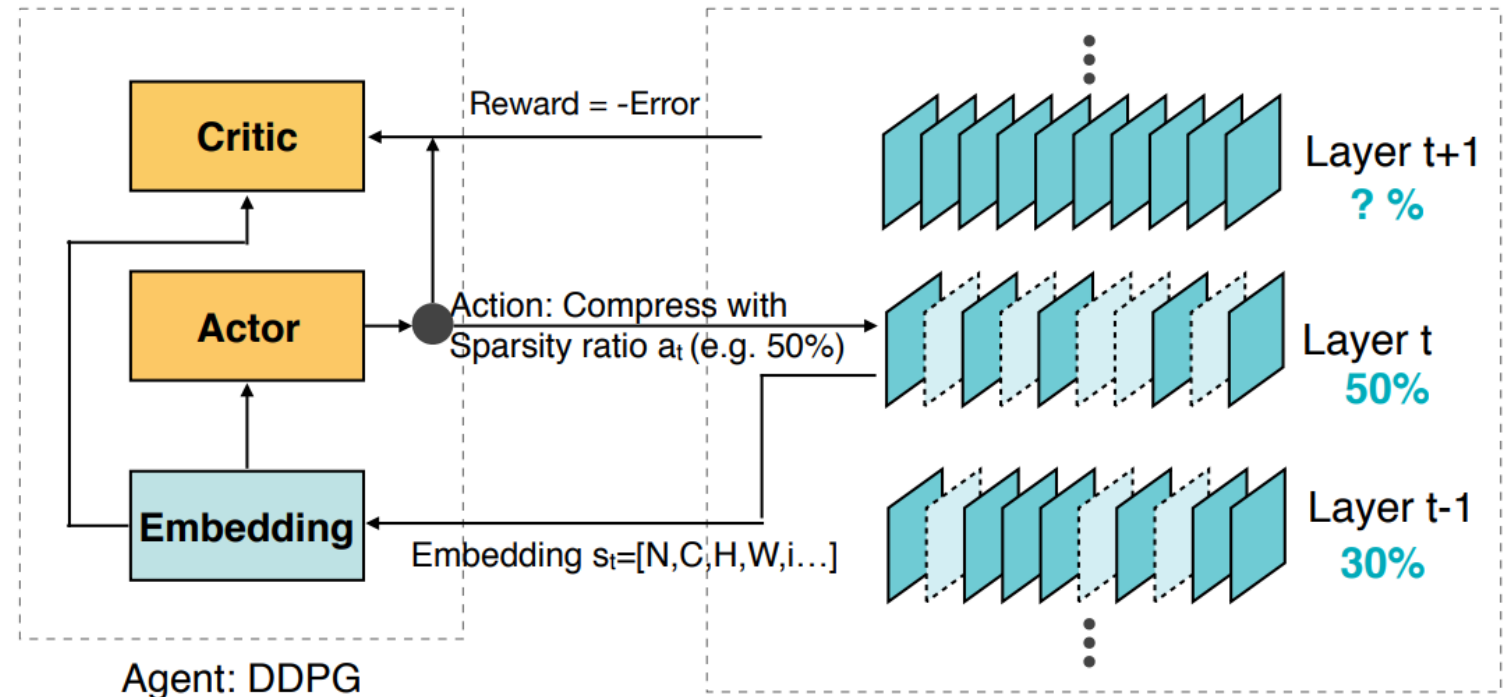 Critic
Actor
Embedding
Agent: DDPG
Reward = -Error
Action: Compress with
Sparsity ratio at (e.g. 50%)
Embedding st=[N,C,H,W,i…]
Layer t+1
? %
Layer t
50%
Layer t-1
30%